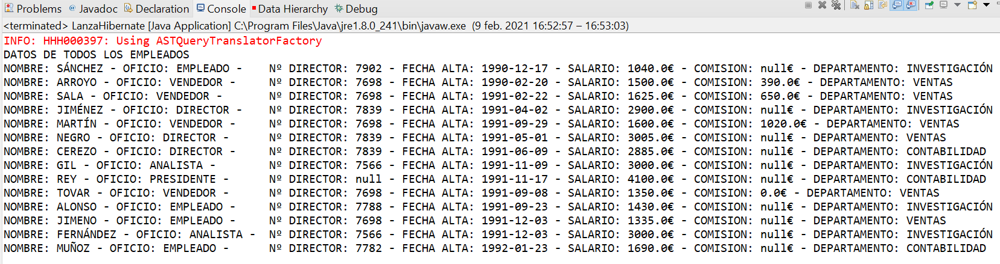 Problems @ Javadoc Declaration Console Data Hierarchy Debug
<terminated> LanzaHibernate [Java Application] C:\Program Files\Java\jre1.8.0_241\bin\javaw.exe (9 feb. 2021 16:52:57 – 16:53:03)
INFO: HHH000397: Using ASTQueryTranslatorFactory
DATOS DE TODOS LOS EMPLEADOS
NOMBRE: SÁNCHEZ - OFICIO: EMPLEADO - Nº DIRECTOR: 7902 - FECHA ALTA: 1990-12-17 - SALARIO: 1040.0€ - COMISION: null€ - DEPARTAMENTO: INVESTIGACIÓN
NOMBRE: ARROYO - OFICIO: VENDEDOR - Nº DIRECTOR: 7698 - FECHA ALTA: 1990-02-20 - SALARIO: 1500.0€ - COMISION: 390.0€ - DEPARTAMENTO: VENTAS
NOMBRE: SALA - OFICIO: VENDEDOR - Nº DIRECTOR: 7698 - FECHA ALTA: 1991-02-22 - SALARIO: 1625.0€ - COMISION: 650.0€ - DEPARTAMENTO: VENTAS
NOMBRE: JIMÉNEZ - OFICIO: DIRECTOR - Nº DIRECTOR: 7839 - FECHA ALTA: 1991-04-02 - SALARIO: 2900.0€ - COMISION: null€ - DEPARTAMENTO: INVESTIGACIÓN
NOMBRE: MARTÍN - OFICIO: VENDEDOR - Nº DIRECTOR: 7698 - FECHA ALTA: 1991-09-29 - SALARIO: 1600.0€ - COMISION: 1020.0€ - DEPARTAMENTO: VENTAS
NOMBRE: NEGRO - OFICIO: DIRECTOR - Nº DIRECTOR: 7839 - FECHA ALTA: 1991-05-01 - SALARIO: 3005.0€ - COMISION: null€ - DEPARTAMENTO: VENTAS
NOMBRE: CEREZO - OFICIO: DIRECTOR - Nº DIRECTOR: 7839 - FECHA ALTA: 1991-06-09 - SALARIO: 2885.0€ - COMISION: null€ - DEPARTAMENTO: CONTABILIDAD
NOMBRE: GIL - OFICIO: ANALISTA - Nº DIRECTOR: 7566 - FECHA ALTA: 1991-11-09 - SALARIO: 3000.0€ - COMISION: null€ - DEPARTAMENTO: INVESTIGACIÓN
NOMBRE: REY - OFICIO: PRESIDENTE - Nº DIRECTOR: null - FECHA ALTA: 1991-11-17 - SALARIO: 4100.0€ - COMISION: null€ - DEPARTAMENTO: CONTABILIDAD
NOMBRE: TOVAR - OFICIO: VENDEDOR - Nº DIRECTOR: 7698 - FECHA ALTA: 1991-09-08 - SALARIO: 1350.0€ - COMISION: 0.0€ - DEPARTAMENTO: VENTAS
NOMBRE: ALONSO - OFICIO: EMPLEADO - Nº DIRECTOR: 7788 - FECHA ALTA: 1991-09-23 - SALARIO: 1430.0€ - COMISION: null€ - DEPARTAMENTO: INVESTIGACIÓN
NOMBRE: JIMENO - OFICIO: EMPLEADO - Nº DIRECTOR: 7698 - FECHA ALTA: 1991-12-03 - SALARIO: 1335.0€ - COMISION: null€ - DEPARTAMENTO: VENTAS
NOMBRE: FERNÁNDEZ - OFICIO: ANALISTA - Nº DIRECTOR: 7566 - FECHA ALTA: 1991-12-03 - SALARIO: 3000.0€ - COMISION: null€ - DEPARTAMENTO: INVESTIGACIÓN
NOMBRE: MUÑOZ - OFICIO: EMPLEADO - Nº DIRECTOR: 7782 - FECHA ALTA: 1992-01-23 - SALARIO: 1690.0€ - COMISION: null€ - DEPARTAMENTO: CONTABILIDAD